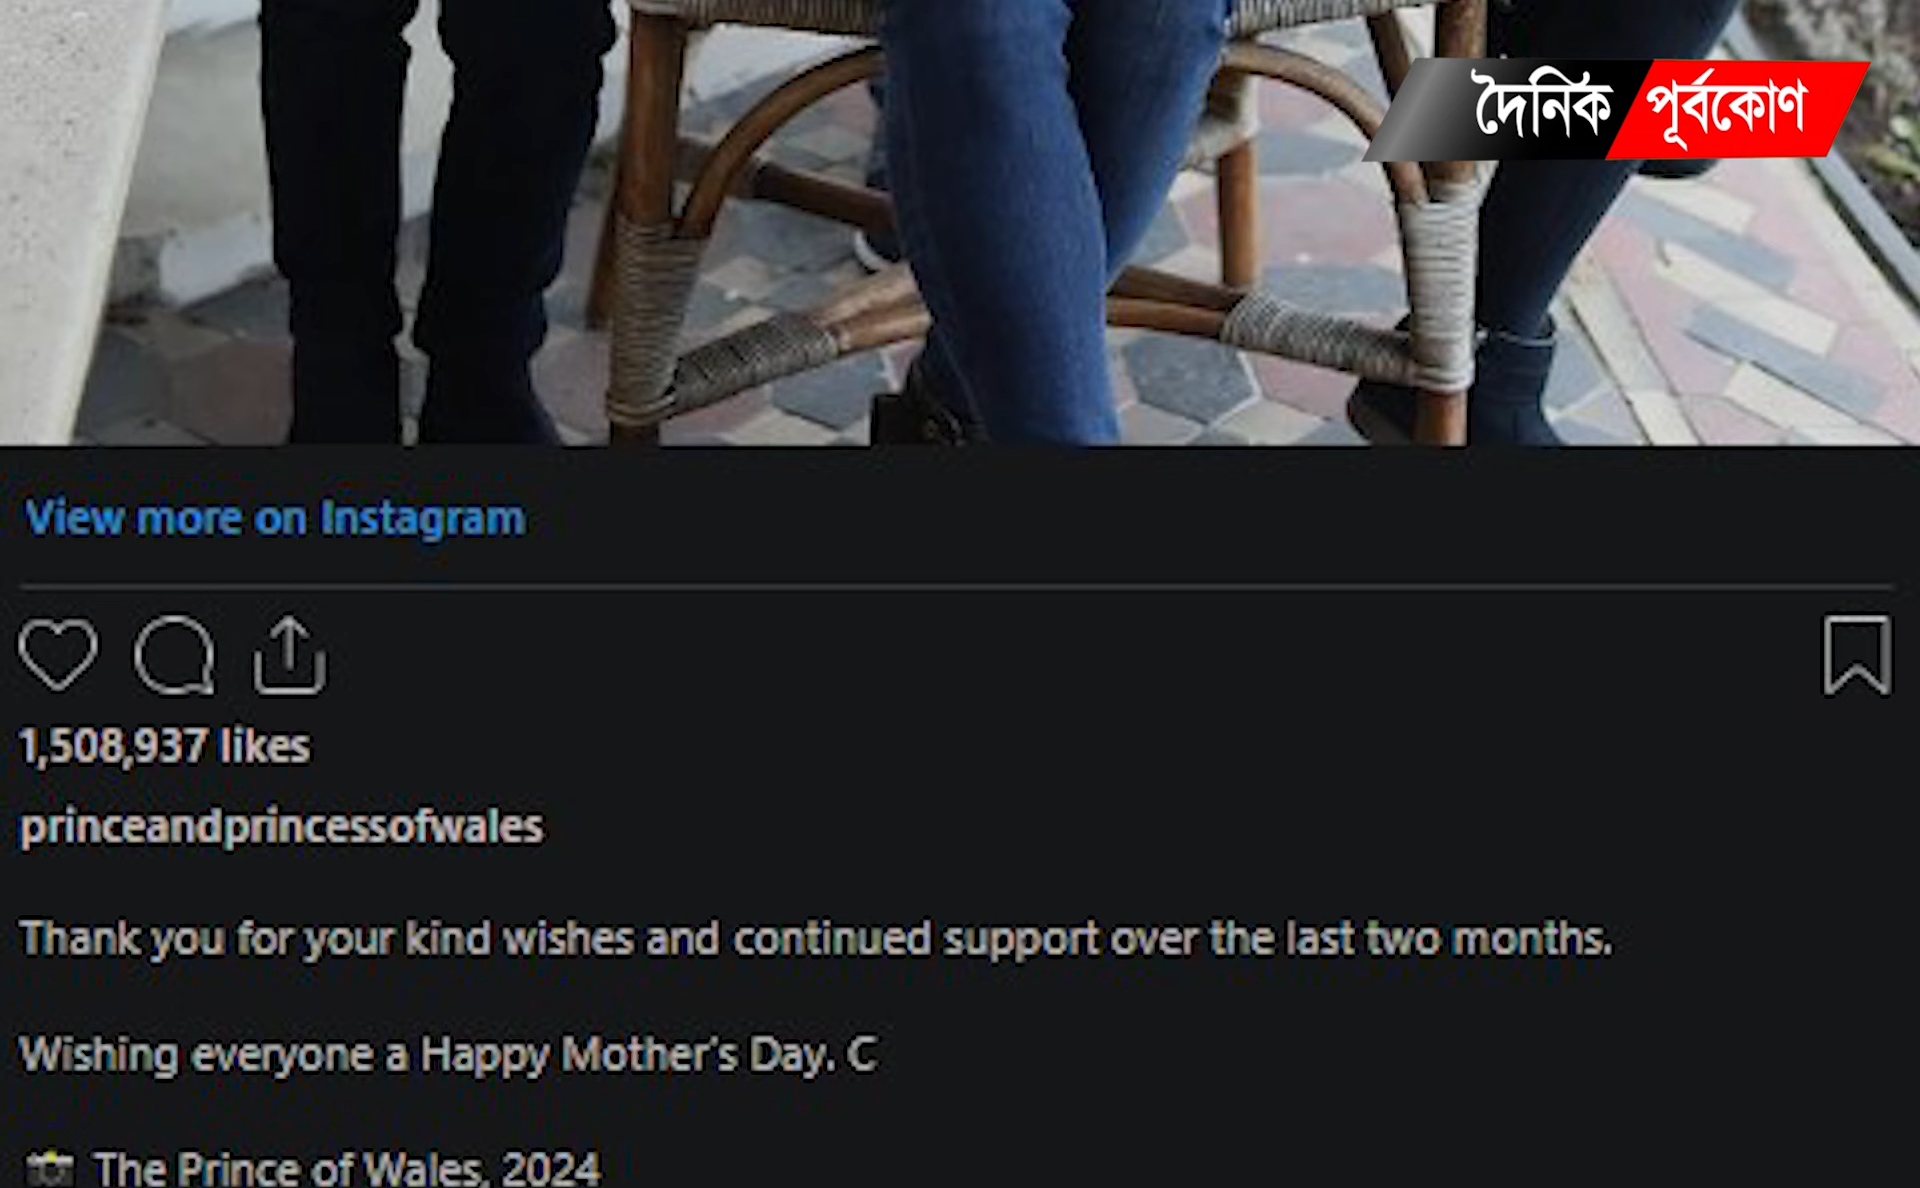 দৈনিক পূর্বকোণ
View more on Instagram
1,508,937 likes
princeandprincessofwales
Thank you for your kind wishes and continued support over the last two months.
Wishing everyone a Happy Mother's Day. C
📸 The Prince of Wales, 2024